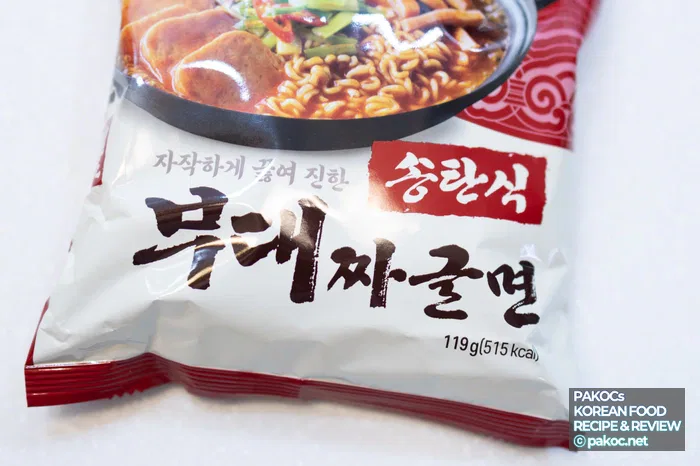 자작하게 끓여 진한
송탄식
부대 짜글면
119g(515 kcal)
PAKOCs
KOREAN FOOD
RECIPE & REVIEW
ⓒ pakoc.net